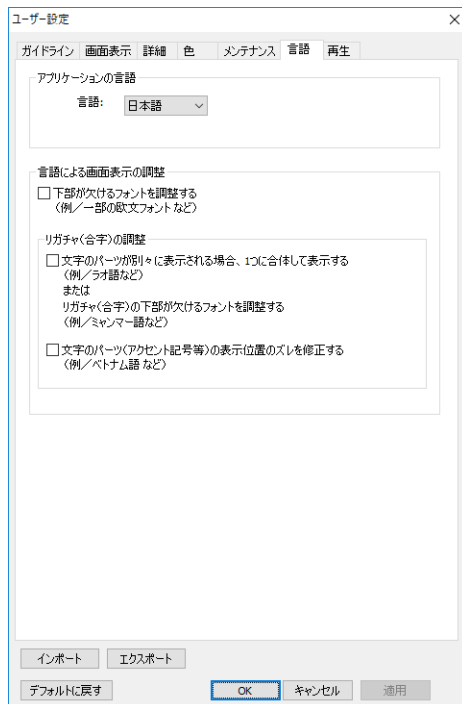 ユーザー設定
ガイドライン 画面表示 詳細 色 メンテナンス 言語 再生
アプリケーションの言語
言語: 日本語
言語による画面表示の調整
下部が欠けるフォントを調整する
(例／一部の欧文フォントなど)
リガチャ(合字)の調整
文字のパーツが別々に表示される場合、1つに合体して表示する
(例／ラオ語など)
または
リガチャ(合字)の下部が欠けるフォントを調整する
(例／ミャンマー語など)
文字のパーツ(アクセント記号等)の表示位置のズレを修正する
(例／ベトナム語 など)
インポート エクスポート
デフォルトに戻す OK キャンセル 適用